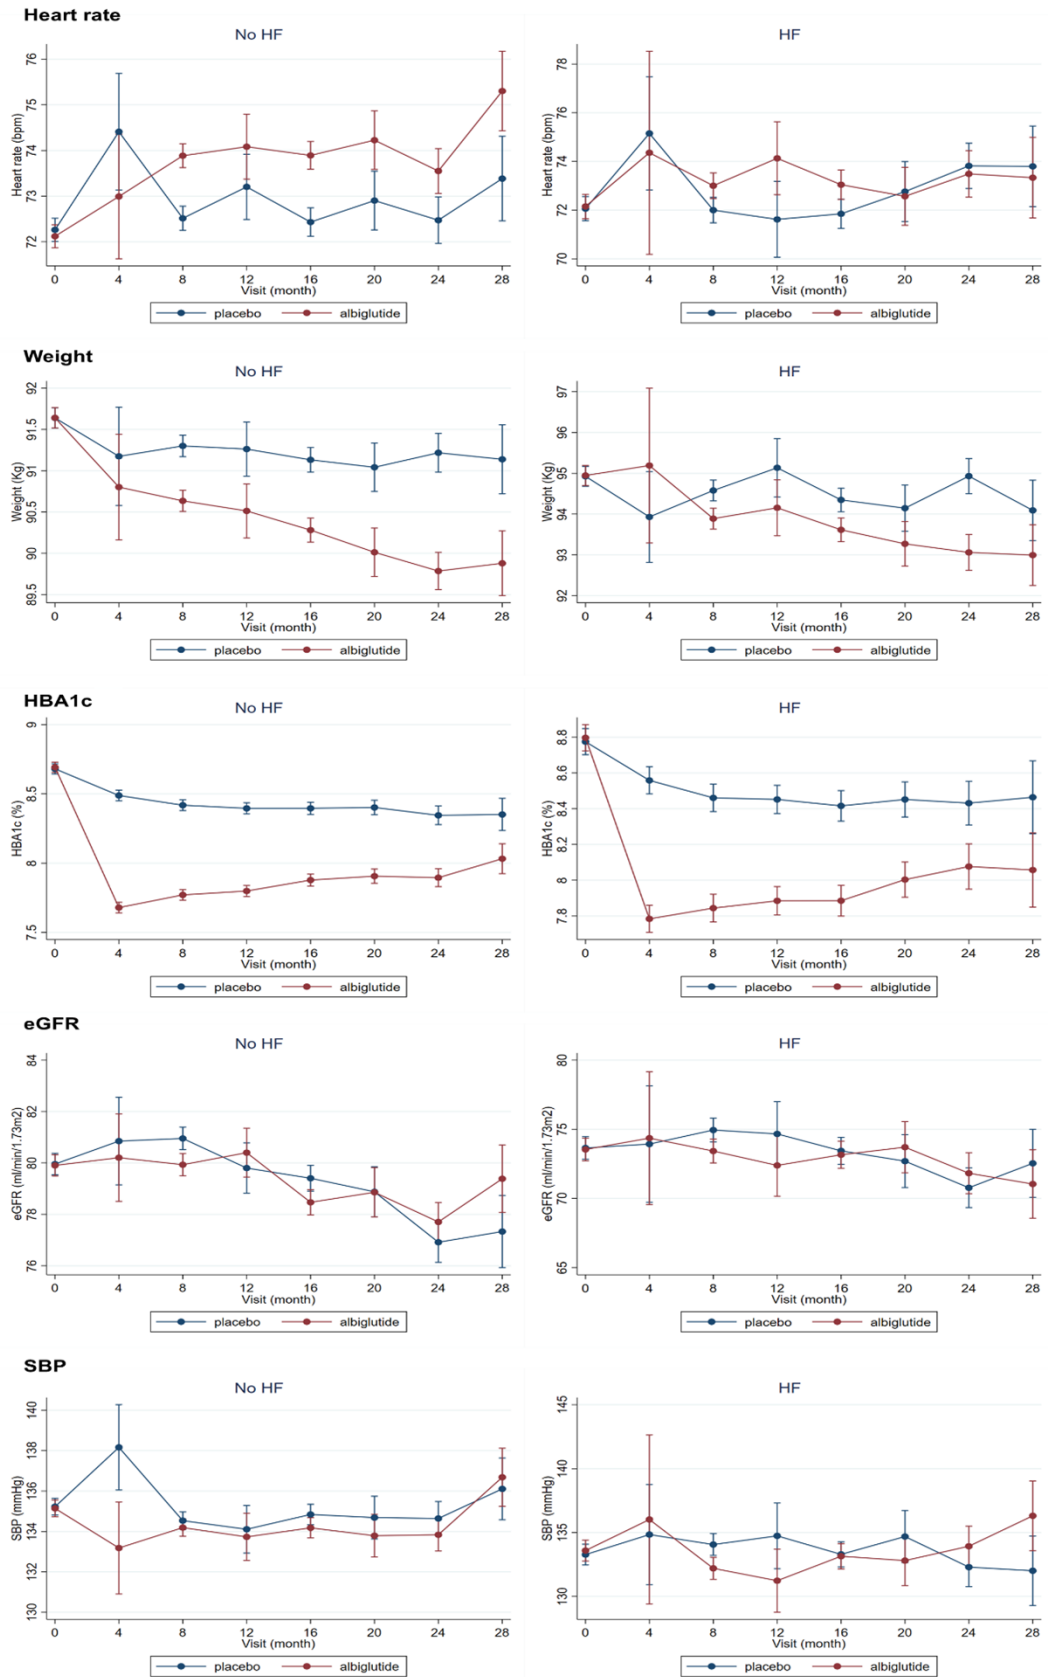 Heart rate
No HF
HF
Heart rate (bpm)
76
75
74
73
72
0 4 8 12 16 20 24 28
Visit (month)
placebo albiglutide
Heart rate (bpm)
78
76
74
72
70
0 4 8 12 16 20 24 28
Visit (month)
placebo albiglutide
Weight
No HF
HF
Weight (Kg)
92
91.5
91
90.5
90
89.5
0 4 8 12 16 20 24 28
Visit (month)
placebo albiglutide
Weight (Kg)
97
96
95
94
93
92
0 4 8 12 16 20 24 28
Visit (month)
placebo albiglutide
HBA1c
No HF
HF
HBA1c (%)
9
8.5
8
7.5
0 4 8 12 16 20 24 28
Visit (month)
placebo albiglutide
HBA1c (%)
8.8
8.6
8.4
8.2
8
7.8
0 4 8 12 16 20 24 28
Visit (month)
placebo albiglutide
eGFR
No HF
HF
eGFR (ml/min/1.73m2)
84
82
80
78
76
0 4 8 12 16 20 24 28
Visit (month)
placebo albiglutide
eGFR (ml/min/1.73m2)
80
75
70
65
0 4 8 12 16 20 24 28
Visit (month)
placebo albiglutide
SBP
No HF
HF
SBP (mmHg)
140
138
136
134
132
130
0 4 8 12 16 20 24 28
Visit (month)
placebo albiglutide
SBP (mmHg)
145
140
135
130
0 4 8 12 16 20 24 28
Visit (month)
placebo albiglutide